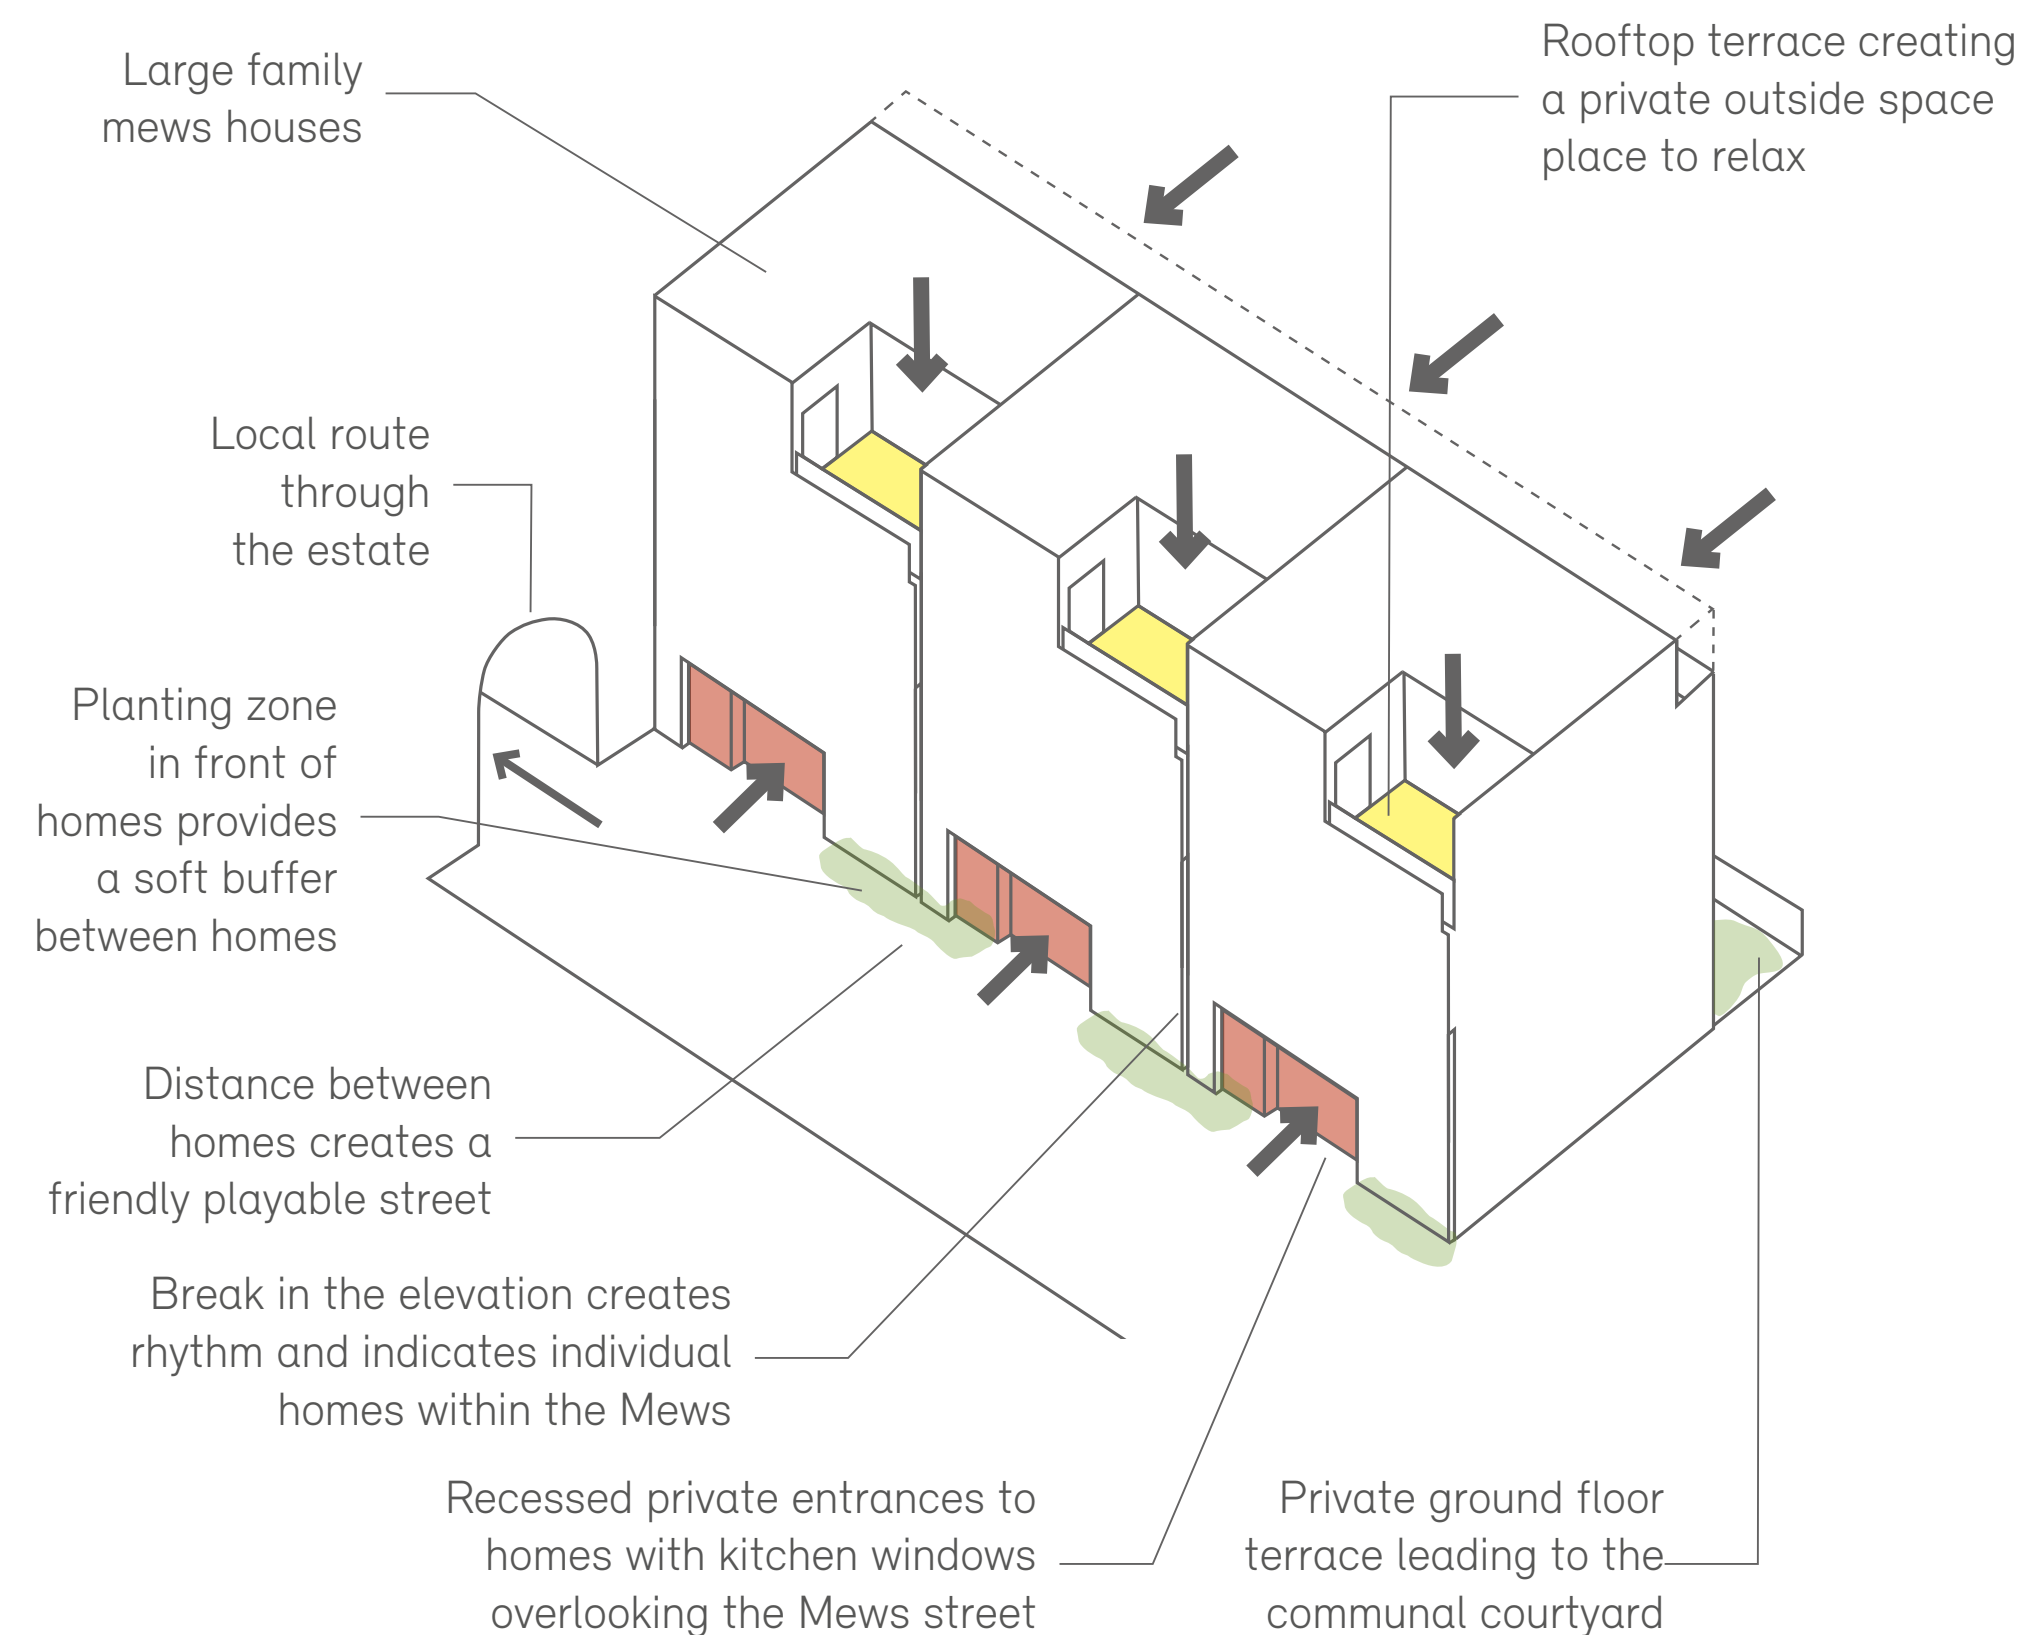 Large family
mews houses
Rooftop terrace creating
a private outside space
place to relax
Local route
through
the estate
Planting zone
in front of
homes provides
a soft buffer
between homes
Distance between
homes creates a
friendly playable street
Break in the elevation creates
rhythm and indicates individual
homes within the Mews
Recessed private entrances to
homes with kitchen windows
overlooking the Mews street
Private ground floor
terrace leading to the
communal courtyard